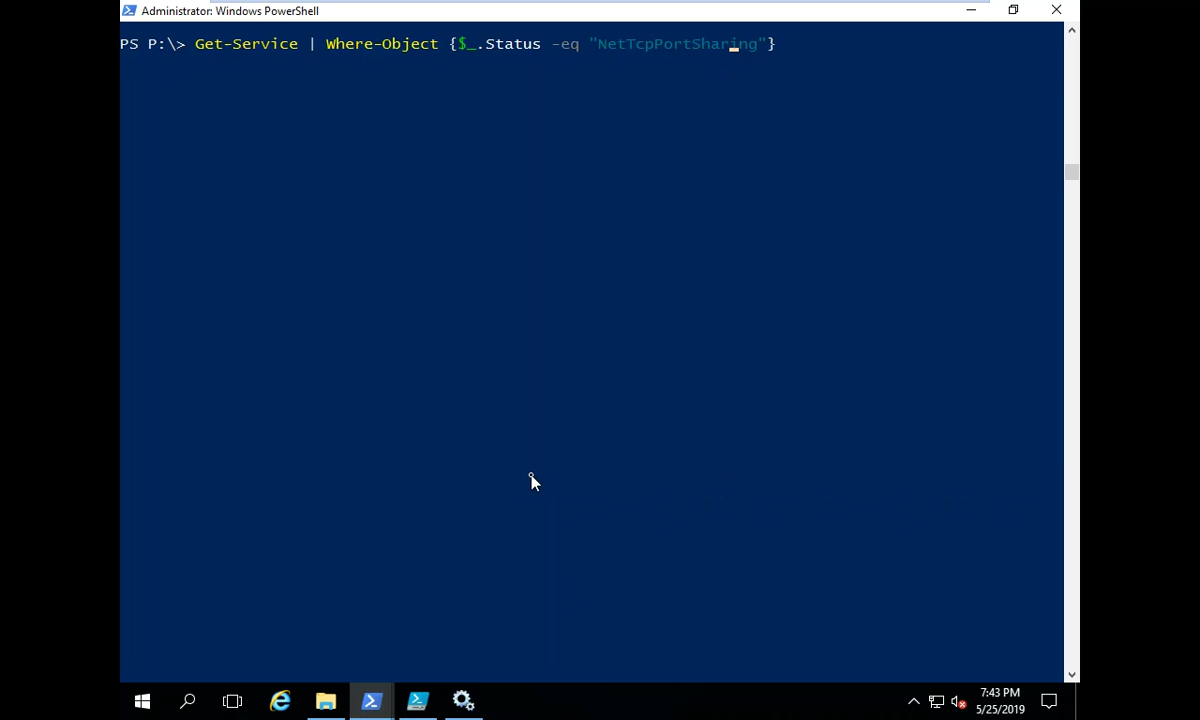 Administrator: Windows PowerShell
PS P:\> Get-Service | Where-Object {$_.Status -eq "NetTcpPortSharing"}
7:43 PM
5/25/2019